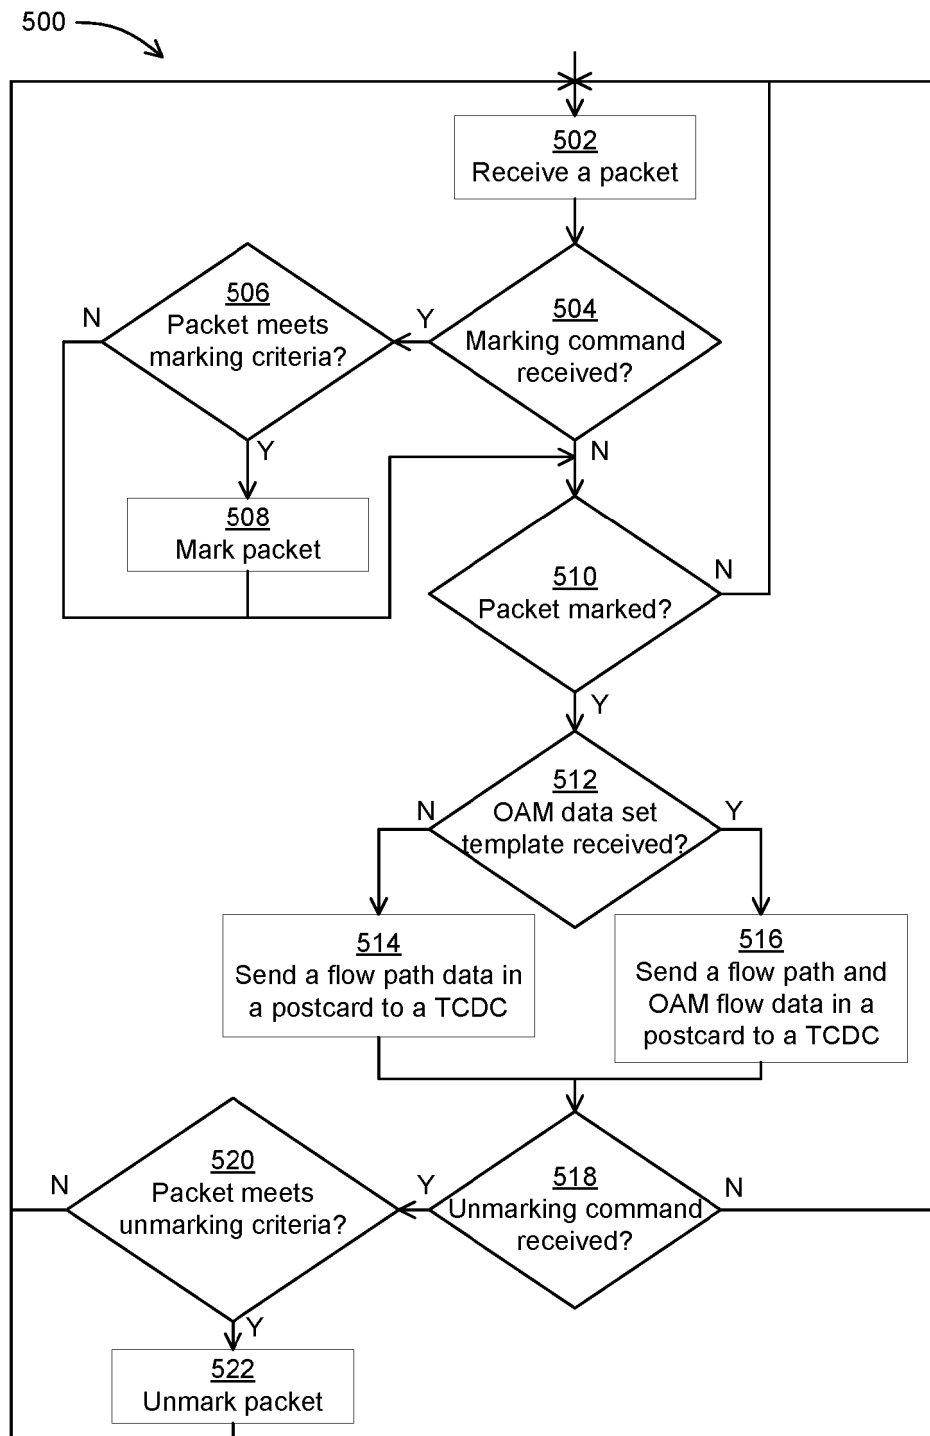 500
502
Receive a packet
504
Marking command
received?
Y
N
506
Packet meets
marking criteria?
N
Y
508
Mark packet
510
Packet marked?
N
Y
512
OAM data set
template received?
N
Y
514
Send a flow path data in
a postcard to a TCDC
516
Send a flow path and
OAM flow data in a
postcard to a TCDC
518
Unmarking command
received?
Y
N
520
Packet meets
unmarking criteria?
N
Y
522
Unmark packet